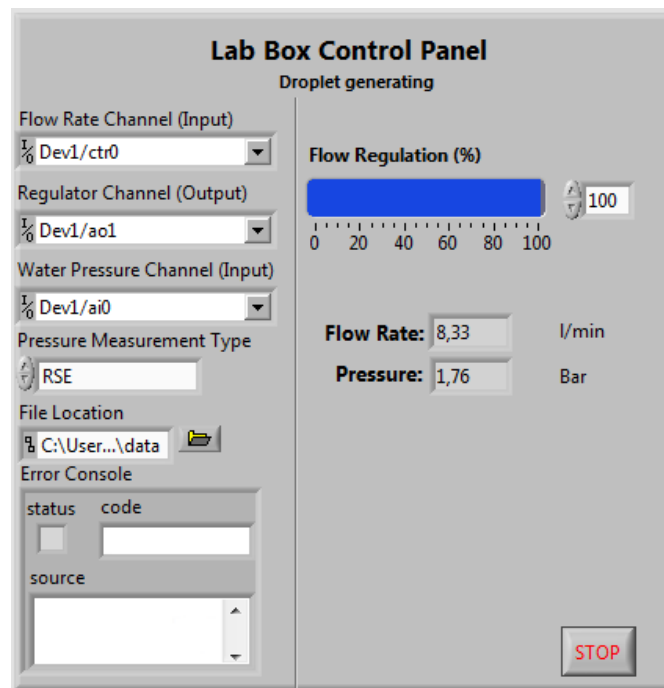 Lab Box Control Panel
Droplet generating
Flow Rate Channel (Input)
I/O Dev1/ctr0
Regulator Channel (Output)
I/O Dev1/ao1
Water Pressure Channel (Input)
I/O Dev1/ai0
Pressure Measurement Type
RSE
File Location
C:\User...\data
Error Console
status code
source
Flow Regulation (%)
100
0 20 40 60 80 100
Flow Rate: 8,33 l/min
Pressure: 1,76 Bar
STOP